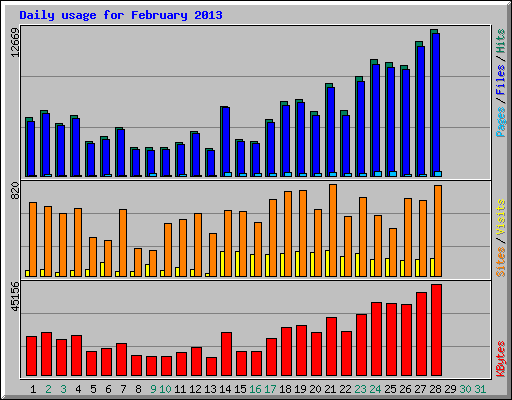 Daily usage for February 2013
12669
Pages / Files / Hits
820
Sites / Visits
45156
KBytes
1 2 3 4 5 6 7 8 9 10 11 12 13 14 15 16 17 18 19 20 21 22 23 24 25 26 27 28 29 30 31